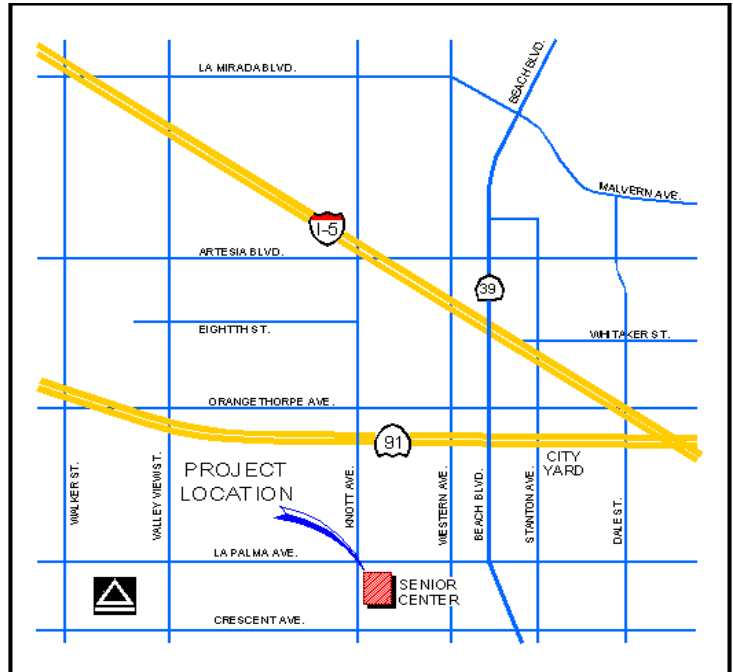 LA MIRADA BLVD.
BEACH BLVD.
MALVERN AVE.
I-5
ARTESIA BLVD.
39
EIGHTTH ST.
WHITAKER ST.
ORANGETHORPE AVE.
91
CITY
YARD
PROJECT
LOCATION
WALKER ST.
VALLEY VIEW ST.
KNOTT AVE.
WESTERN AVE.
BEACH BLVD.
STANTON AVE.
DALE ST.
LA PALMA AVE.
SENIOR
CENTER
CRESCENT AVE.